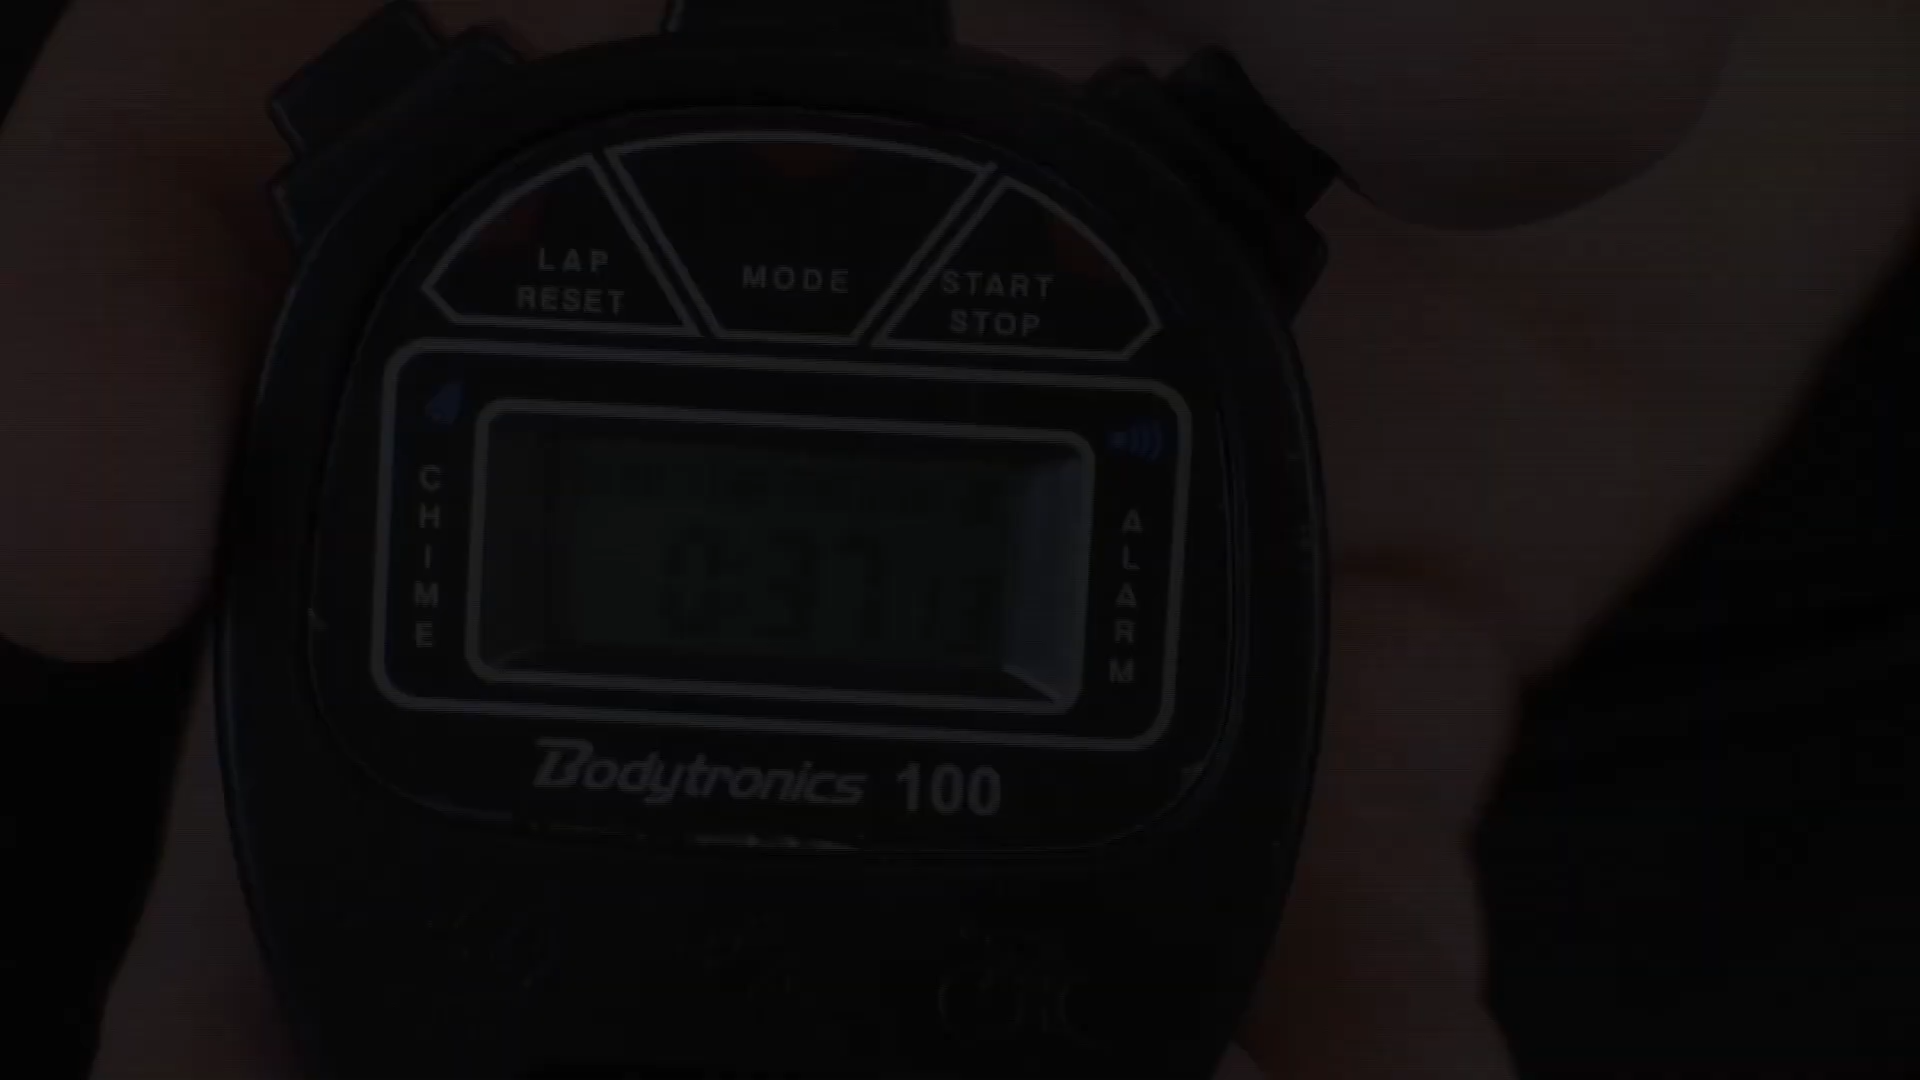 LAP
RESET
MODE
START
STOP
CHIME
ALARM
Bodytronics 100